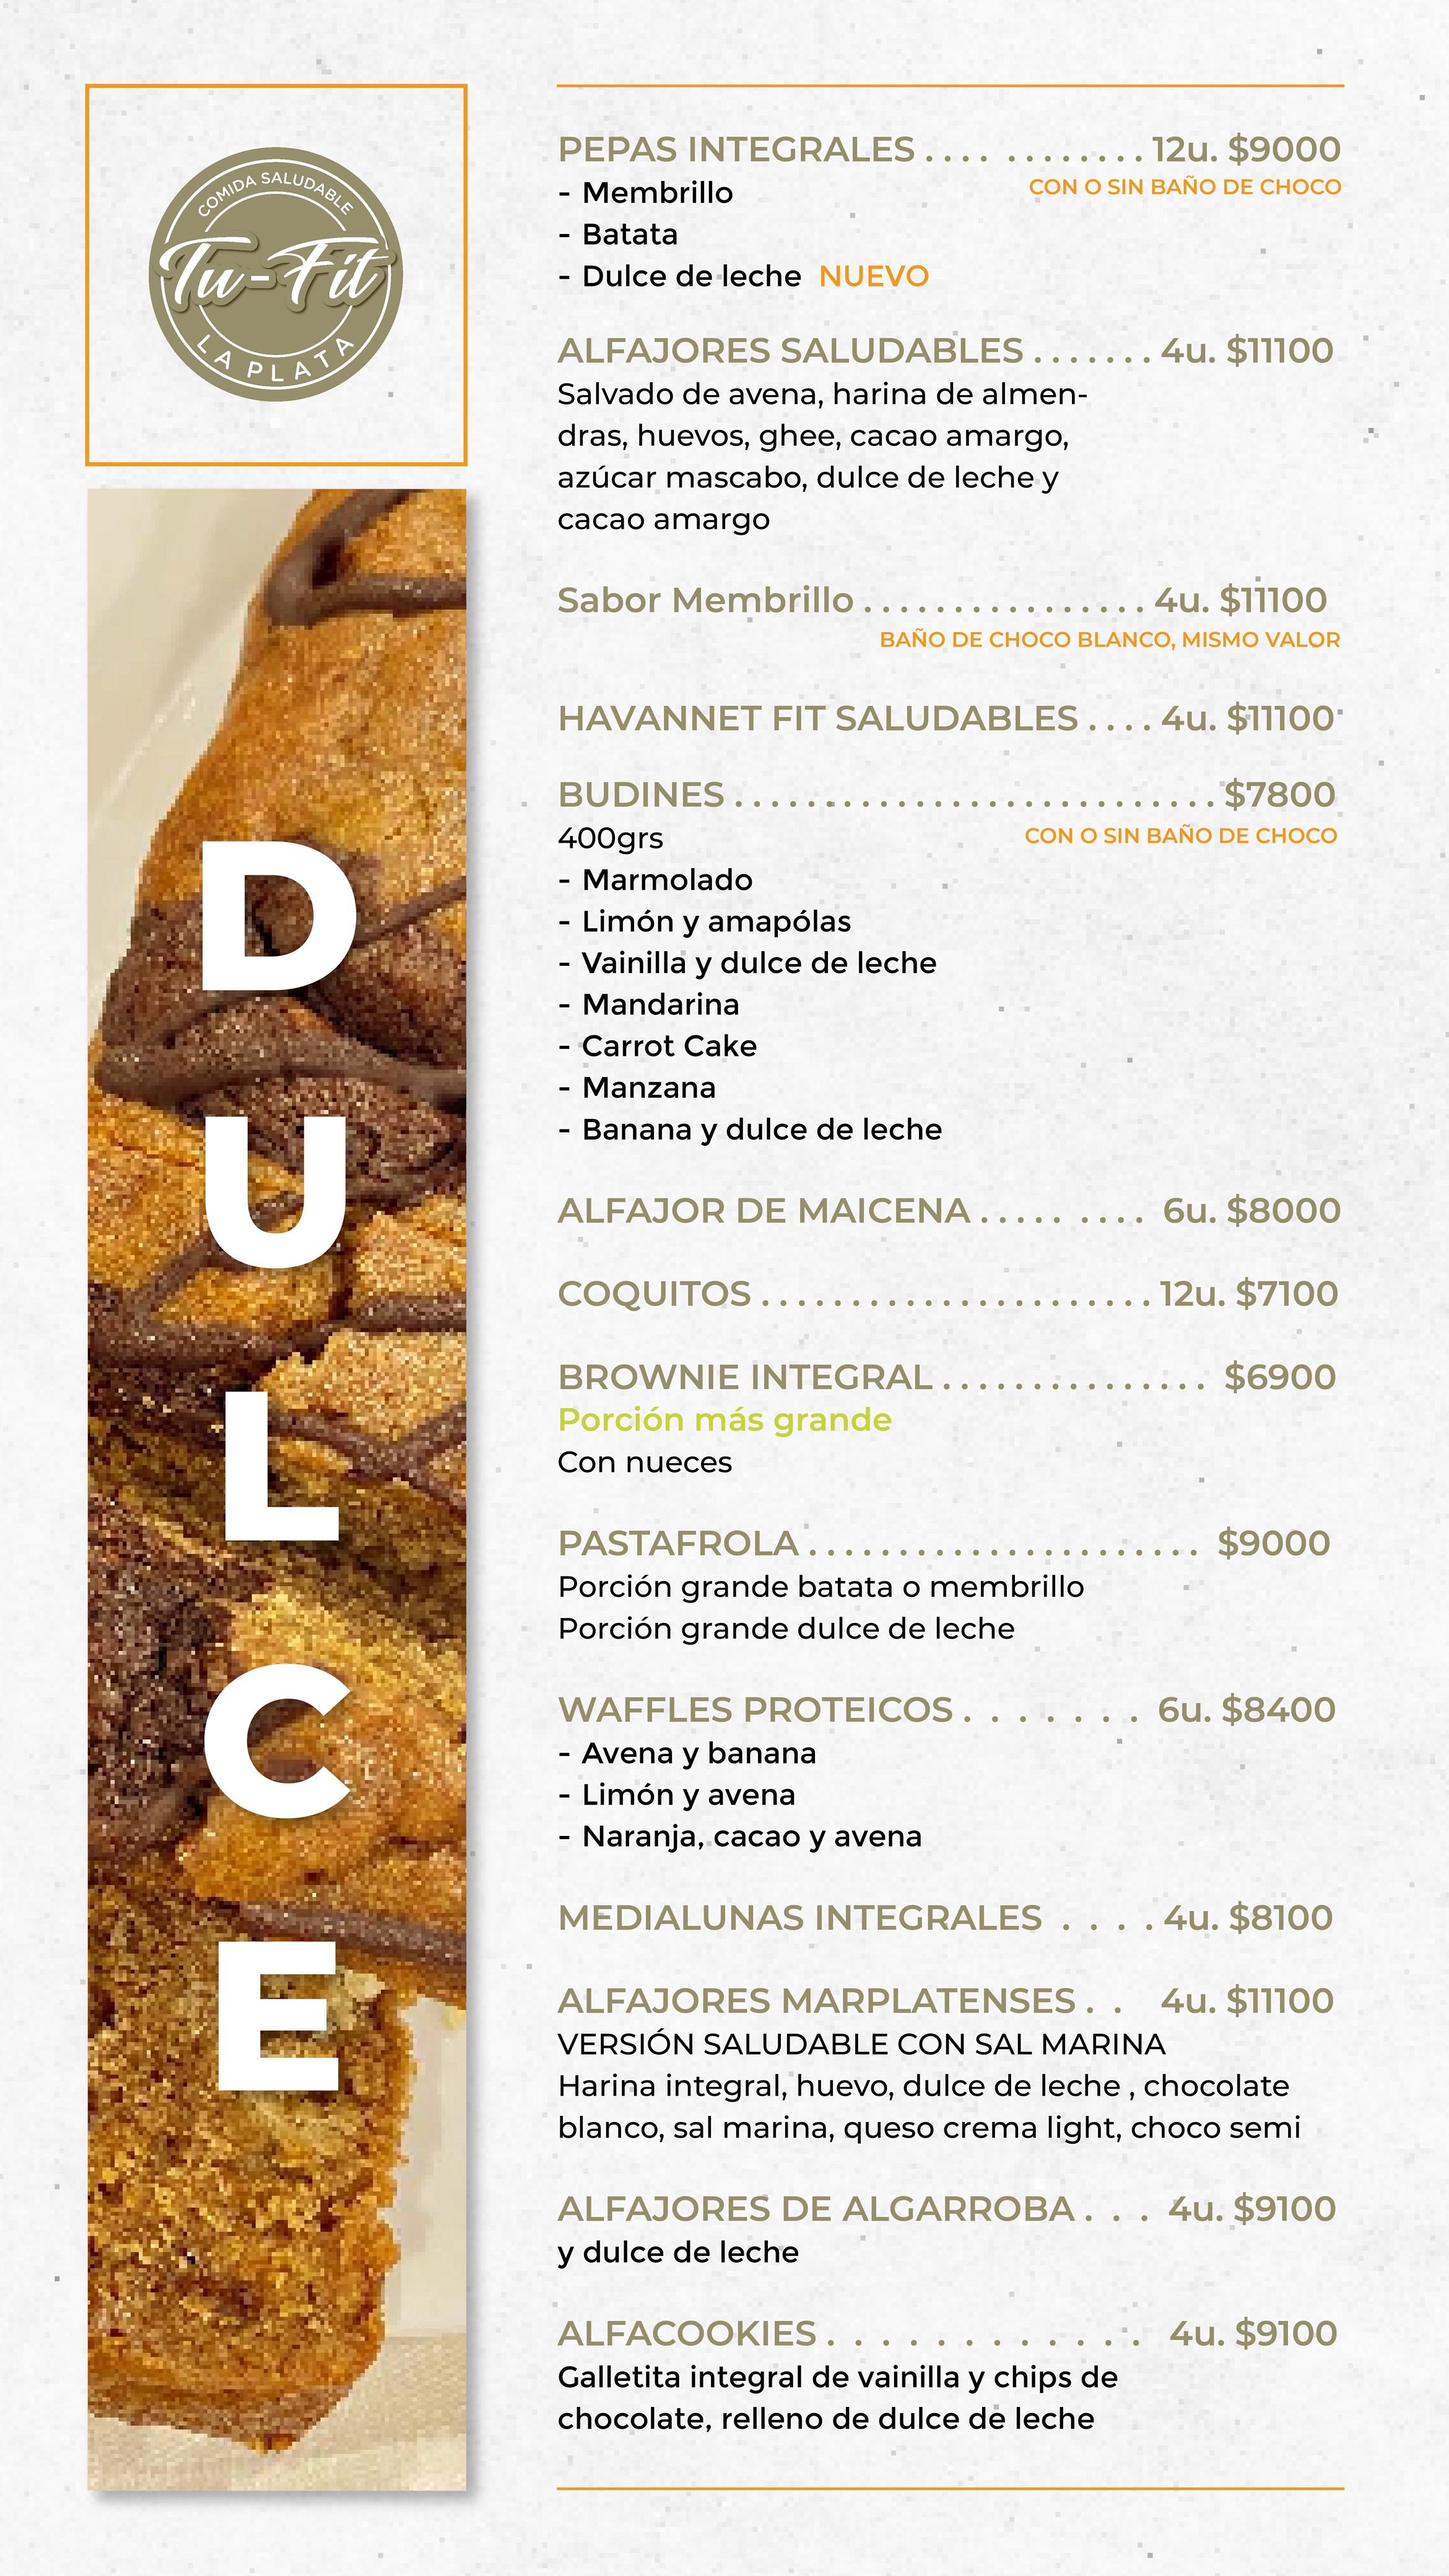 COMIDA SALUDABLE
Tu-Fit
LA PLATA
DULCE
PEPAS INTEGRALES . . . . . . . . . . . . 12u. $9000
- Membrillo CON O SIN BAÑO DE CHOCO
- Batata
- Dulce de leche NUEVO
ALFAJORES SALUDABLES . . . . . . . 4u. $11100
Salvado de avena, harina de almen-
dras, huevos, ghee, cacao amargo,
azúcar mascabo, dulce de leche y
cacao amargo
Sabor Membrillo . . . . . . . . . . . . . . . . 4u. $11100
BAÑO DE CHOCO BLANCO, MISMO VALOR
HAVANNET FIT SALUDABLES . . . . 4u. $11100
BUDINES . . . . . . . . . . . . . . . . . . . . . . . . . . . $7800
400grs CON O SIN BAÑO DE CHOCO
- Marmolado
- Limón y amapólas
- Vainilla y dulce de leche
- Mandarina
- Carrot Cake
- Manzana
- Banana y dulce de leche
ALFAJOR DE MAICENA . . . . . . . . . 6u. $8000
COQUITOS . . . . . . . . . . . . . . . . . . . . . . 12u. $7100
BROWNIE INTEGRAL . . . . . . . . . . . . . . . $6900
Porción más grande
Con nueces
PASTAFROLA . . . . . . . . . . . . . . . . . . . . . . $9000
Porción grande batata o membrillo
Porción grande dulce de leche
WAFFLES PROTEICOS . . . . . . . 6u. $8400
- Avena y banana
- Limón y avena
- Naranja, cacao y avena
MEDIALUNAS INTEGRALES . . . . 4u. $8100
ALFAJORES MARPLATENSES . . 4u. $11100
VERSIÓN SALUDABLE CON SAL MARINA
Harina integral, huevo, dulce de leche , chocolate
blanco, sal marina, queso crema light, choco semi
ALFAJORES DE ALGARROBA . . . 4u. $9100
y dulce de leche
ALFACOOKIES . . . . . . . . . . . . 4u. $9100
Galletita integral de vainilla y chips de
chocolate, relleno de dulce de leche